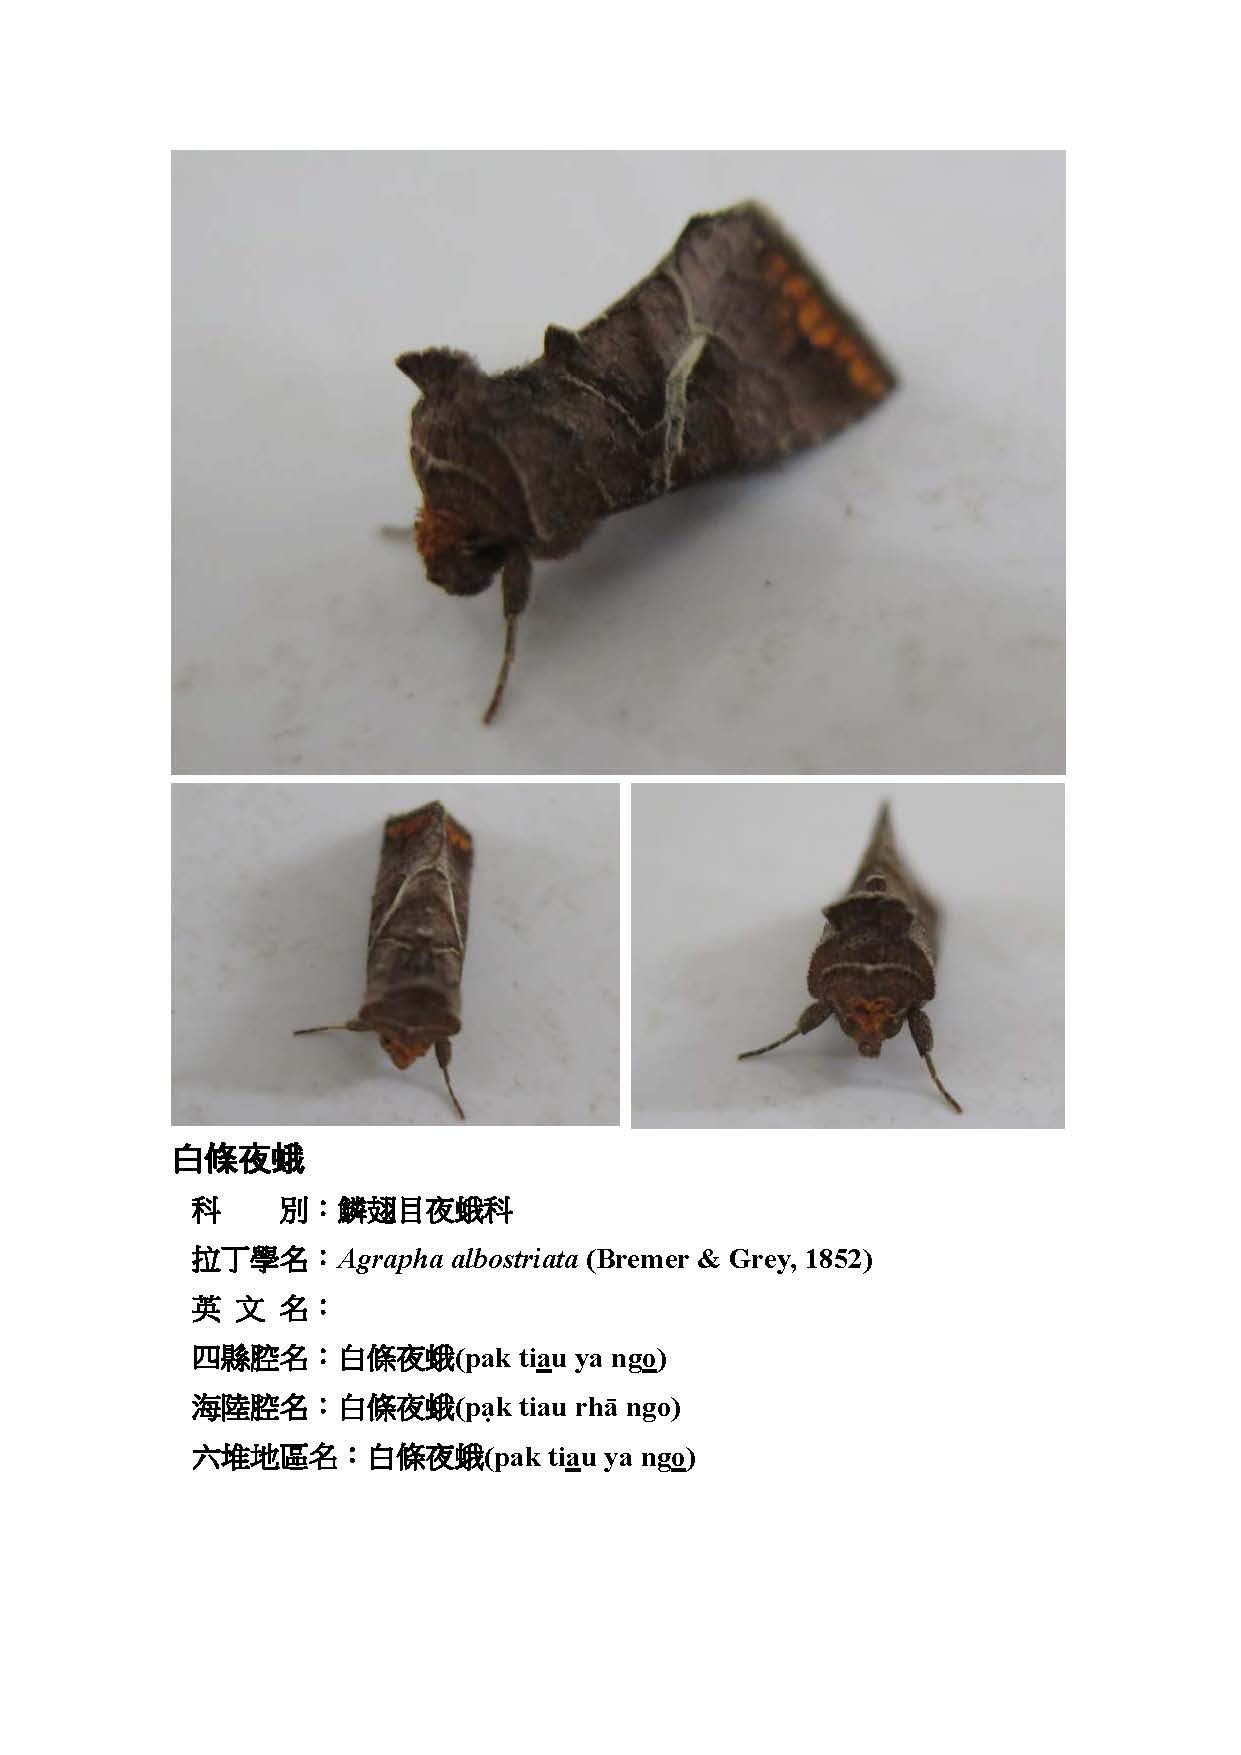 白條夜蛾
科　　別：鱗翅目夜蛾科
拉丁學名：Agrapha albostriata (Bremer & Grey, 1852)
英 文 名：
四縣腔名：白條夜蛾(pak tia̲u ya ngo̲)
海陸腔名：白條夜蛾(pa̩k tiau rhā ngo)
六堆地區名：白條夜蛾(pak tia̲u ya ngo̲)